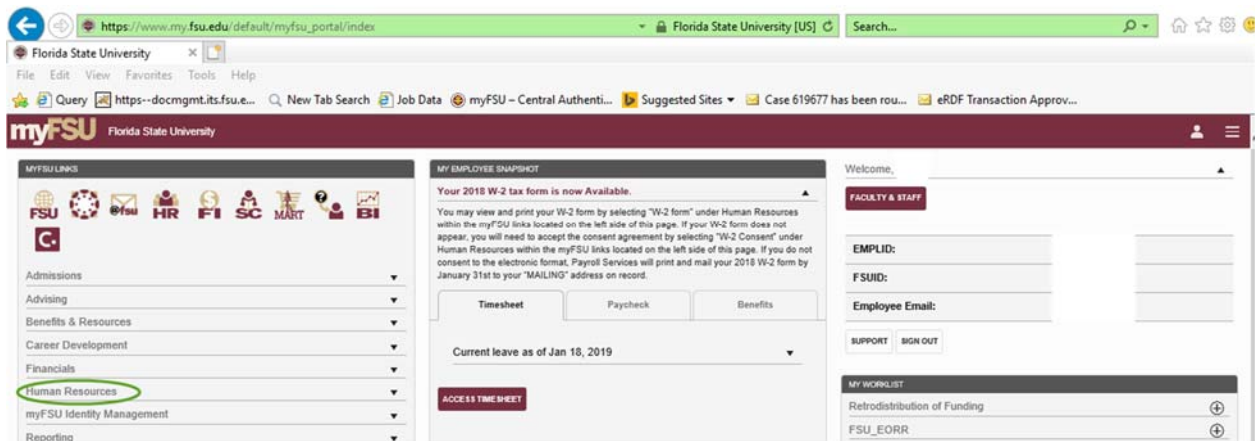 https://www.my.fsu.edu/default/myfsu_portal/index
Florida State University [US]
Search...
Florida State University
File Edit View Favorites Tools Help
Query https--docmgmt.its.fsu.e... New Tab Search Job Data myFSU – Central Authenti... Suggested Sites Case 619677 has been rou... eRDF Transaction Approv...
myFSU Florida State University
MYFSU LINKS
FSU @fsu HR FI SC MART BI
C.
Admissions
Advising
Benefits & Resources
Career Development
Financials
Human Resources
myFSU Identity Management
Reporting
MY EMPLOYEE SNAPSHOT
Your 2018 W-2 tax form is now Available.
You may view and print your W-2 form by selecting "W-2 form" under Human Resources
within the myFSU links located on the left side of this page. If your W-2 form does not
appear, you will need to accept the consent agreement by selecting "W-2 Consent" under
Human Resources within the myFSU links located on the left side of this page. If you do not
consent to the electronic format, Payroll Services will print and mail your 2018 W-2 form by
January 31st to your "MAILING" address on record.
Timesheet Paycheck Benefits
Current leave as of Jan 18, 2019
ACCESS TIMESHEET
Welcome,
FACULTY & STAFF
EMPLID:
FSUID:
Employee Email:
SUPPORT SIGN OUT
MY WORKLIST
Retrodistribution of Funding
FSU_EORR